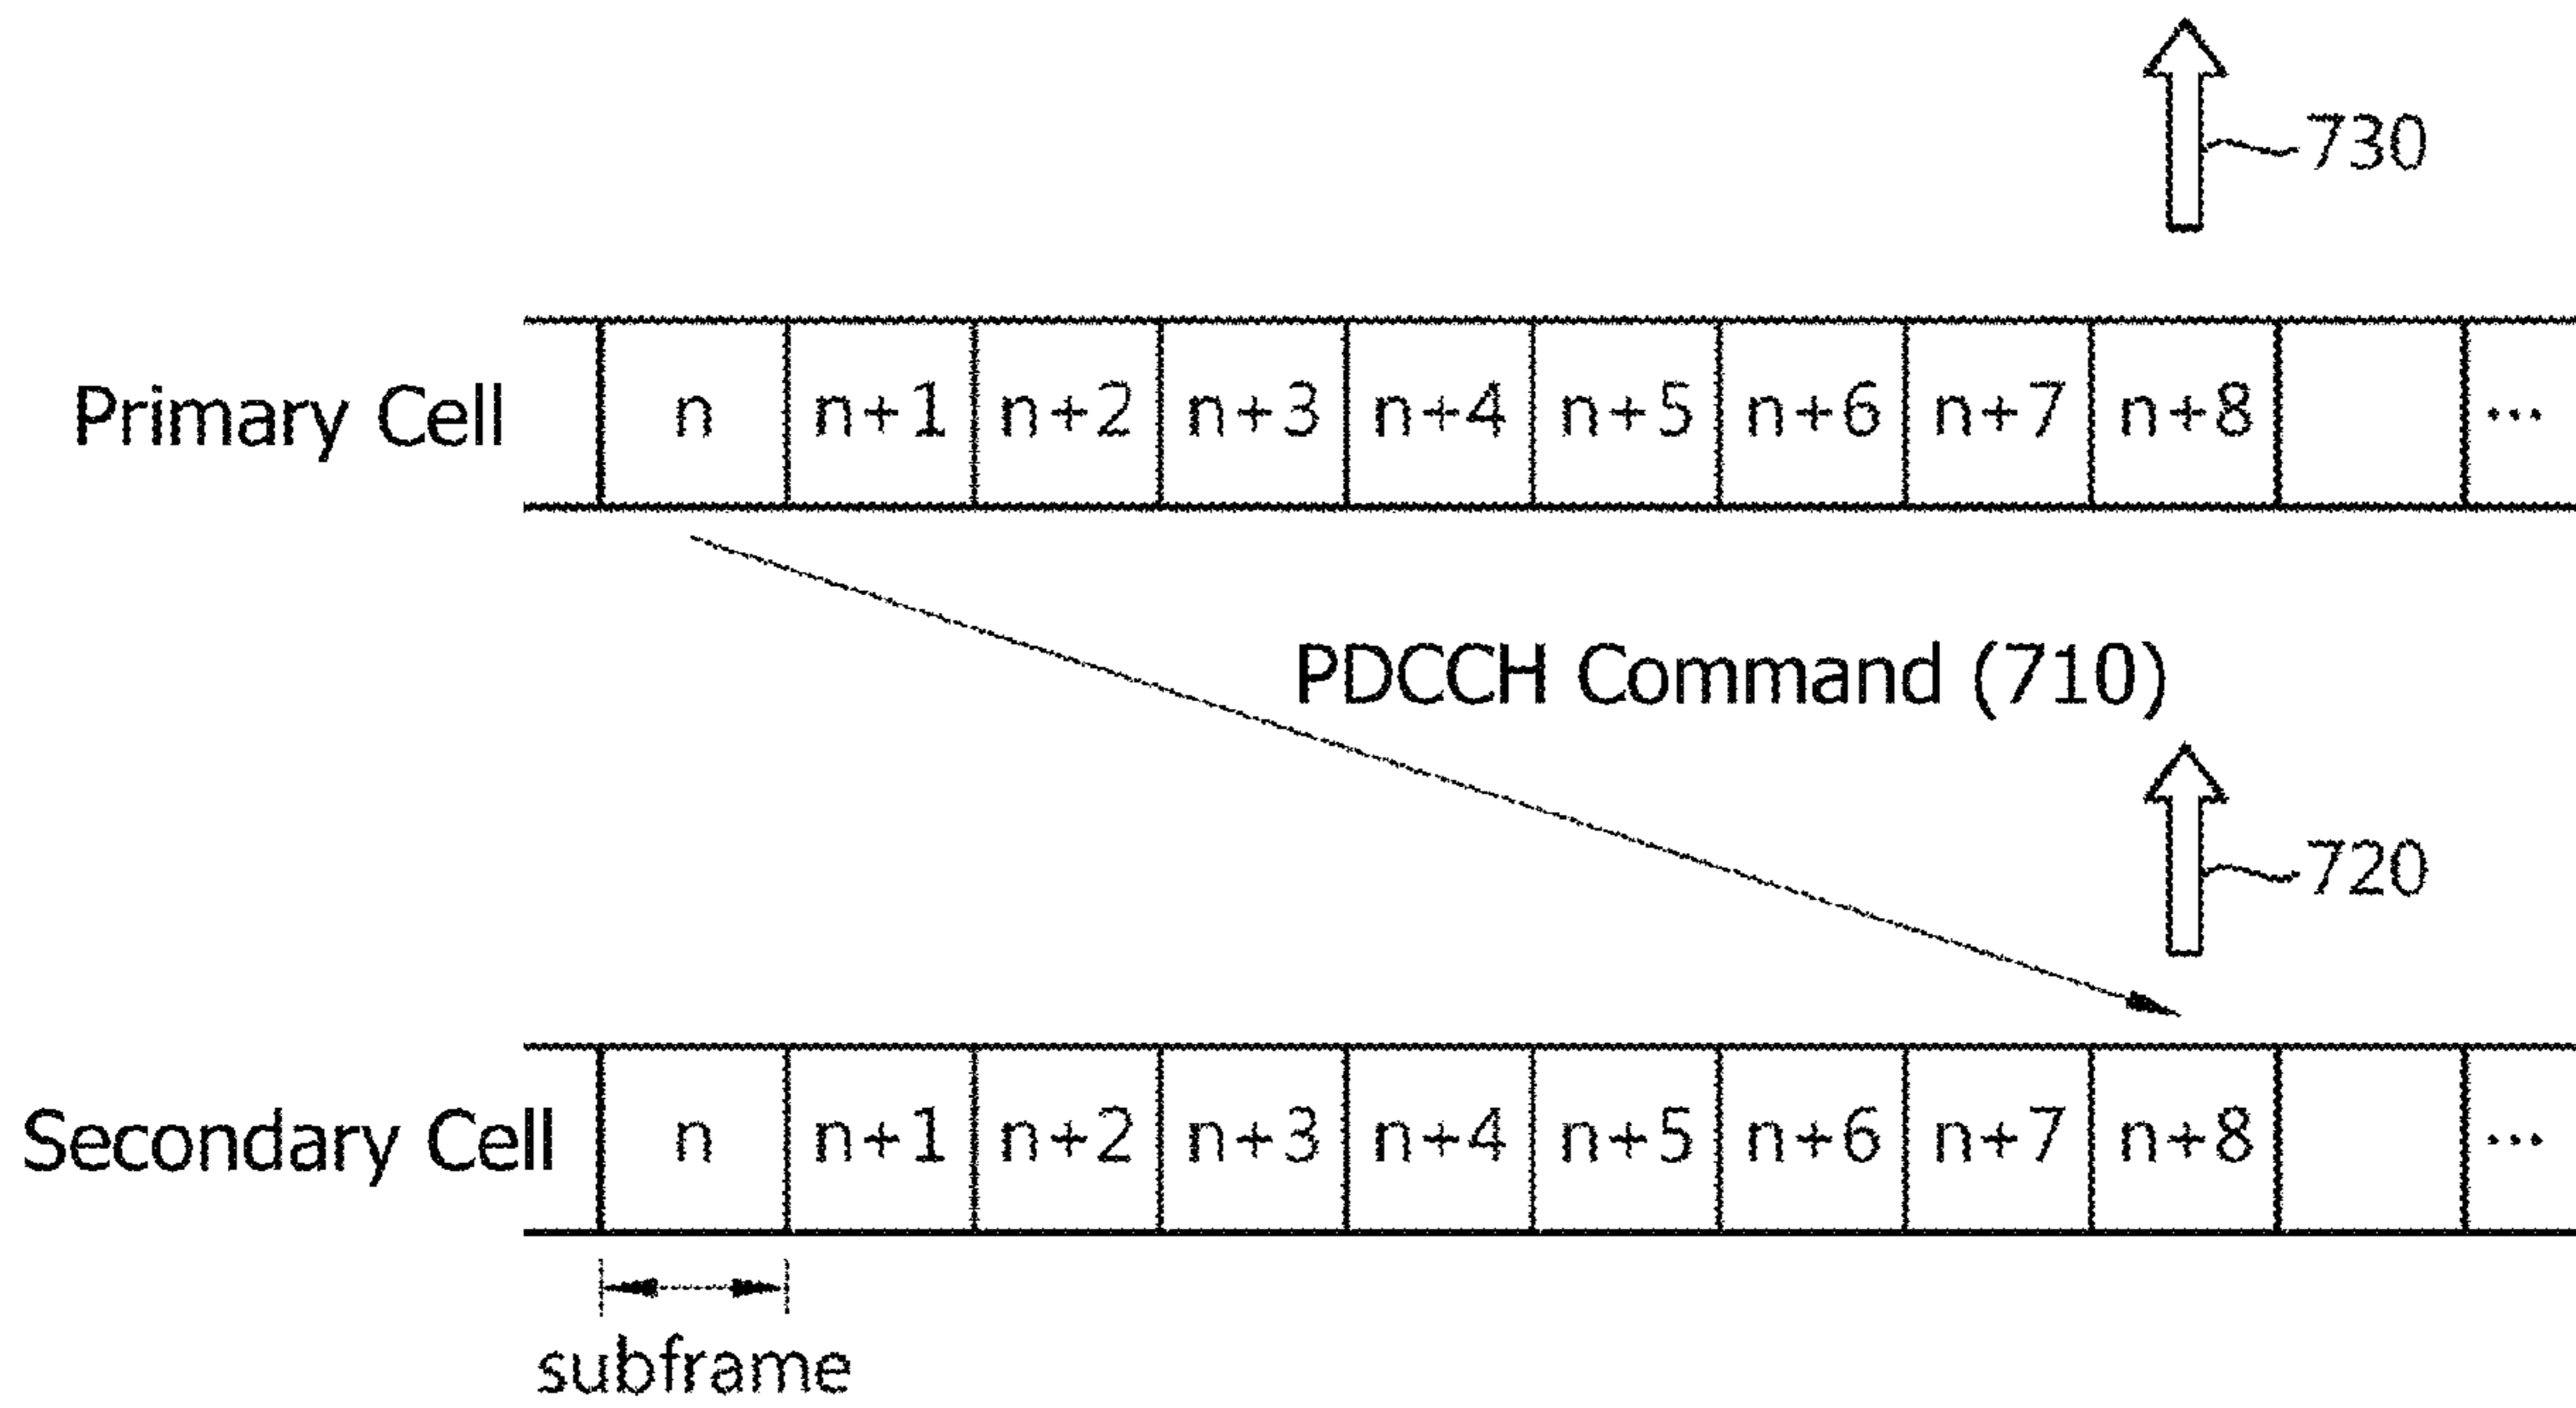 730
Primary Cell n n+1 n+2 n+3 n+4 n+5 n+6 n+7 n+8 ...
PDCCH Command (710)
720
Secondary Cell n n+1 n+2 n+3 n+4 n+5 n+6 n+7 n+8 ...
subframe